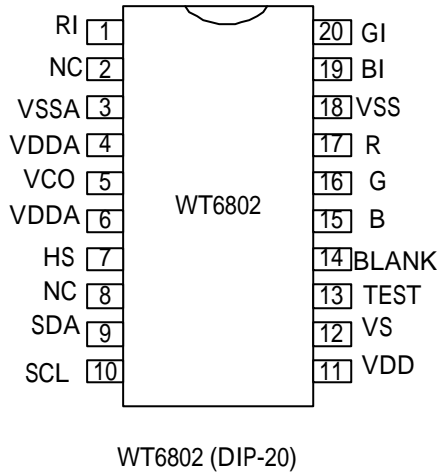 RI 1 20 GI
NC 2 19 BI
VSSA 3 18 VSS
VDDA 4 17 R
VCO 5 16 G
VDDA 6 15 B
WT6802
HS 7 14 BLANK
NC 8 13 TEST
SDA 9 12 VS
SCL 10 11 VDD
WT6802 (DIP-20)